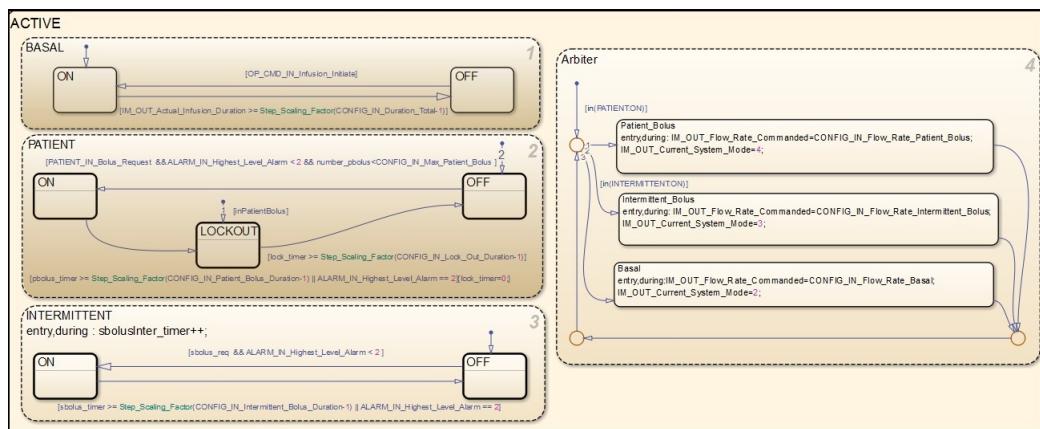 ACTIVE
BASAL
1
ON
[OP_CMD_IN_Infusion_Initiate]
OFF
[IM_OUT_Actual_Infusion_Duration >= Step_Scaling_Factor(CONFIG_IN_Duration_Total-1)]
PATIENT
2
[PATIENT_IN_Bolus_Request &&ALARM_IN_Highest_Level_Alarm < 2 && number_pbolus<CONFIG_IN_Max_Patient_Bolus ]
2
ON
OFF
1
[inPatientBolus]
LOCKOUT
[lock_timer >= Step_Scaling_Factor(CONFIG_IN_Lock_Out_Duration-1)]
[pbolus_timer >= Step_Scaling_Factor(CONFIG_IN_Patient_Bolus_Duration-1) || ALARM_IN_Highest_Level_Alarm == 2]{lock_timer=0;}
INTERMITTENT
3
entry,during : sbolusInter_timer++;
ON
[sbolus_req &&ALARM_IN_Highest_Level_Alarm < 2 ]
OFF
[sbolus_timer >= Step_Scaling_Factor(CONFIG_IN_Intermittent_Bolus_Duration-1) || ALARM_IN_Highest_Level_Alarm == 2]
Arbiter
4
[in(PATIENT.ON)]
Patient_Bolus
entry,during: IM_OUT_Flow_Rate_Commanded=CONFIG_IN_Flow_Rate_Patient_Bolus;
IM_OUT_Current_System_Mode=4;
1
2
3
[in(INTERMITTENT.ON)]
Intermittent_Bolus
entry,during: IM_OUT_Flow_Rate_Commanded=CONFIG_IN_Flow_Rate_Intermittent_Bolus;
IM_OUT_Current_System_Mode=3;
Basal
entry,during:IM_OUT_Flow_Rate_Commanded=CONFIG_IN_Flow_Rate_Basal;
IM_OUT_Current_System_Mode=2;